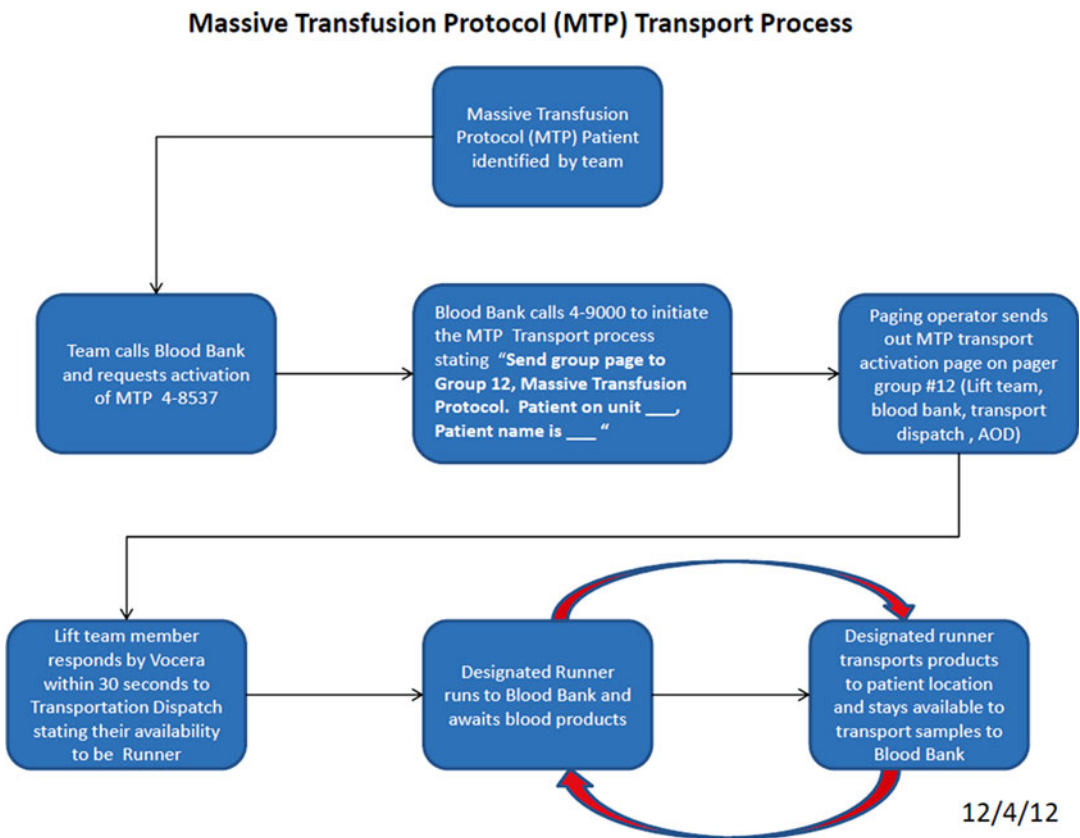 Massive Transfusion Protocol (MTP) Transport Process
Massive Transfusion
Protocol (MTP) Patient
identified by team
Team calls Blood Bank
and requests activation
of MTP 4-8537
Blood Bank calls 4-9000 to initiate
the MTP Transport process
stating “Send group page to
Group 12, Massive Transfusion
Protocol. Patient on unit ___,
Patient name is ___ “
Paging operator sends
out MTP transport
activation page on pager
group #12 (Lift team,
blood bank, transport
dispatch , AOD)
Lift team member
responds by Vocera
within 30 seconds to
Transportation Dispatch
stating their availability
to be Runner
Designated Runner
runs to Blood Bank and
awaits blood products
Designated runner
transports products
to patient location
and stays available to
transport samples to
Blood Bank
12/4/12